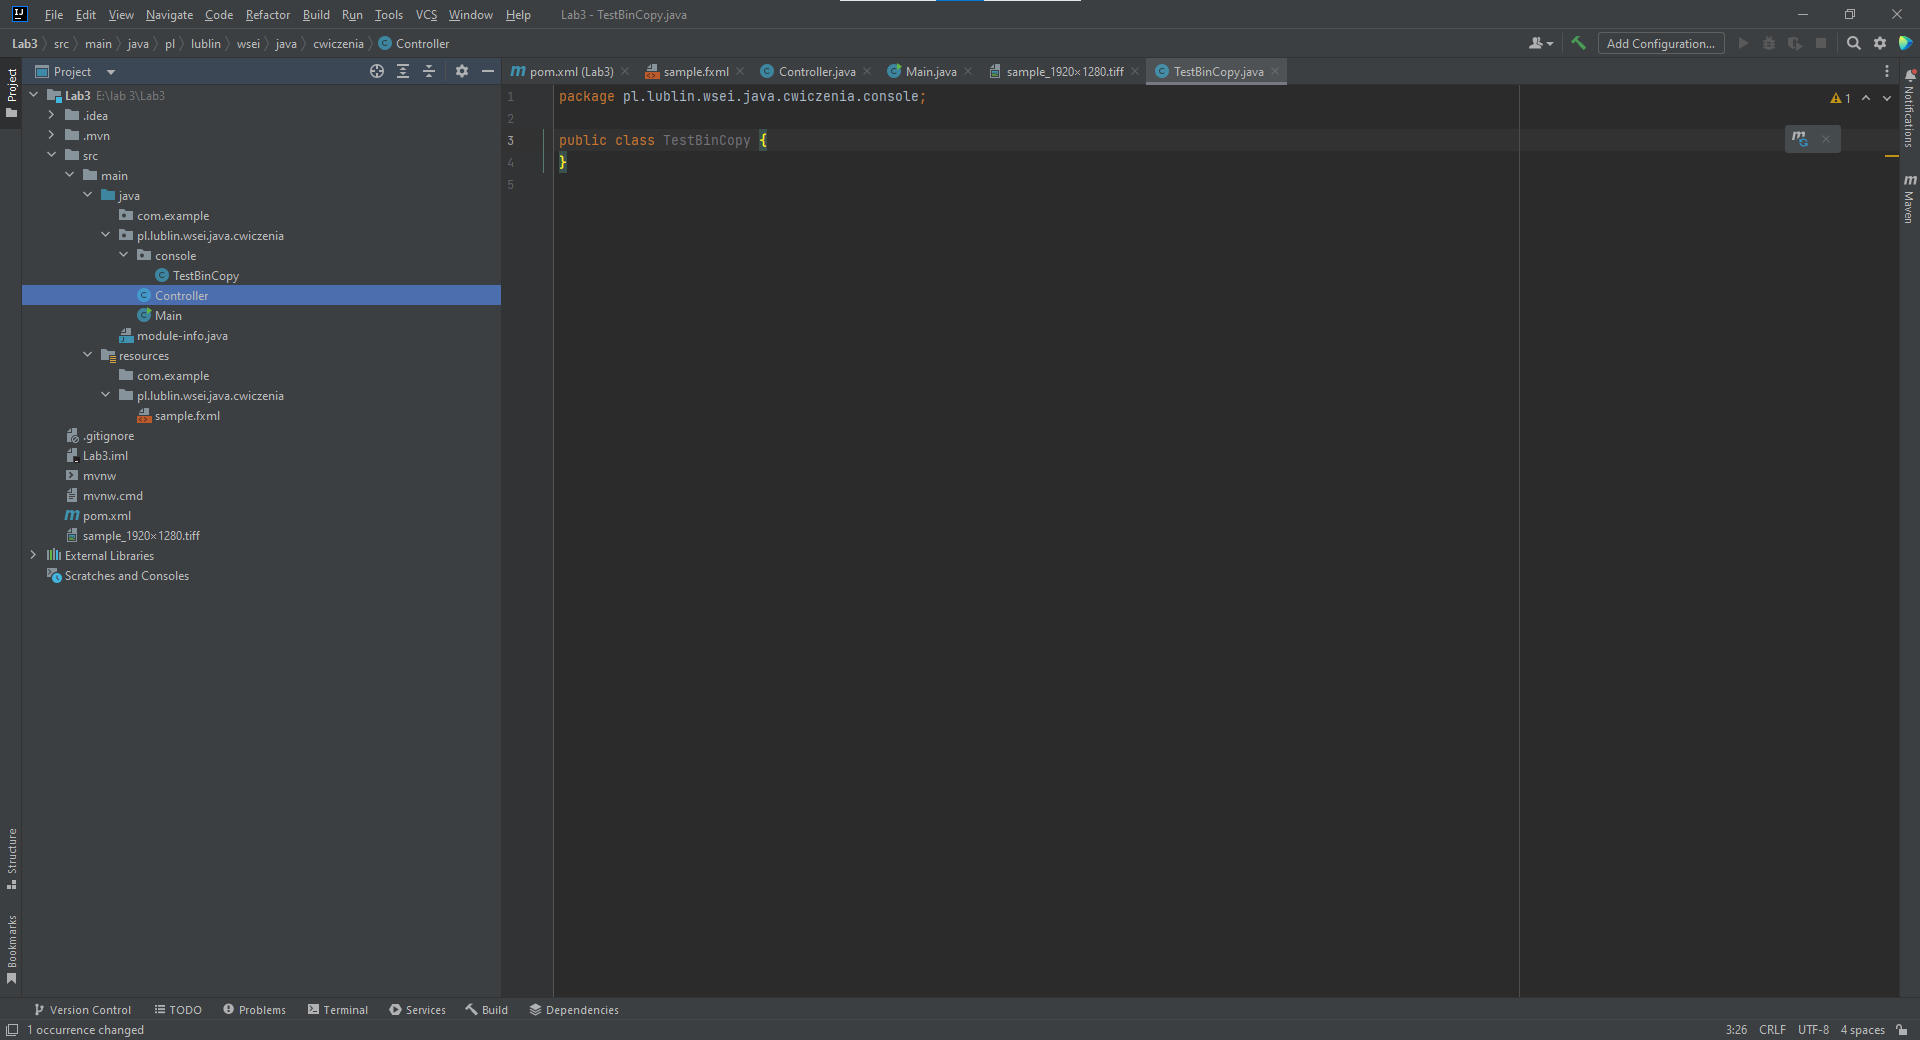 File Edit View Navigate Code Refactor Build Run Tools VCS Window Help Lab3 - TestBinCopy.java
Lab3 src main java pl lublin wsei java cwiczenia Controller Add Configuration...
Project
pom.xml (Lab3) sample.fxml Controller.java Main.java sample_1920×1280.tiff TestBinCopy.java
Project
Lab3 E:\lab 3\Lab3
.idea
.mvn
src
main
java
com.example
pl.lublin.wsei.java.cwiczenia
console
TestBinCopy
Controller
Main
module-info.java
resources
com.example
pl.lublin.wsei.java.cwiczenia
sample.fxml
.gitignore
Lab3.iml
mvnw
mvnw.cmd
pom.xml
sample_1920×1280.tiff
External Libraries
Scratches and Consoles
Structure
Bookmarks
1 package pl.lublin.wsei.java.cwiczenia.console;
2
3 public class TestBinCopy {
4 }
5
1
Notifications
Maven
Version Control TODO Problems Terminal Services Build Dependencies
1 occurrence changed 3:26 CRLF UTF-8 4 spaces